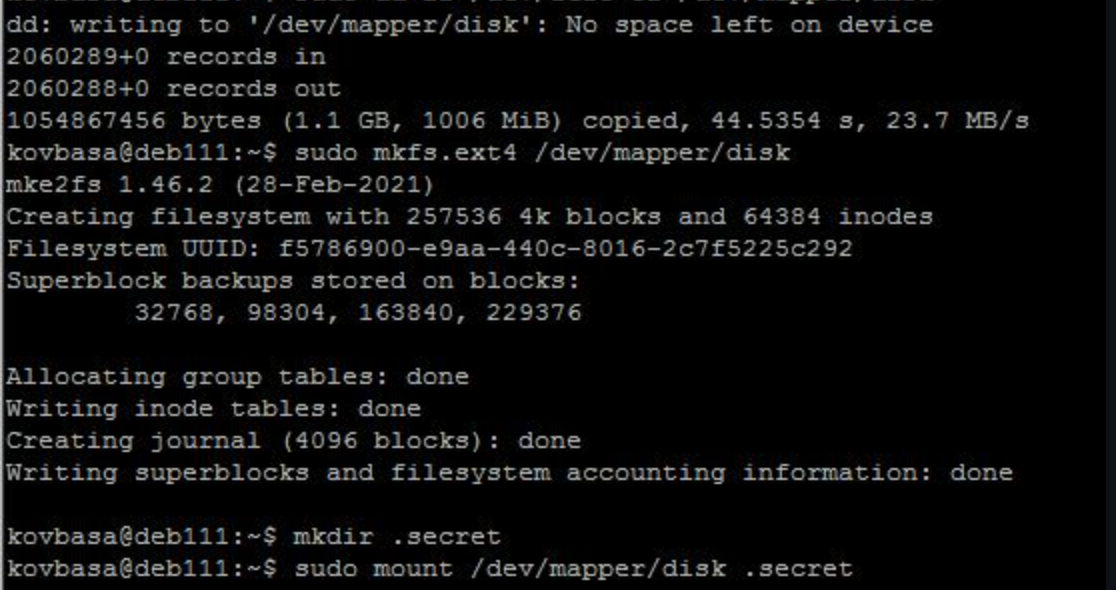 dd: writing to '/dev/mapper/disk': No space left on device
2060289+0 records in
2060288+0 records out
1054867456 bytes (1.1 GB, 1006 MiB) copied, 44.5354 s, 23.7 MB/s
kovbasa@deb111:~$ sudo mkfs.ext4 /dev/mapper/disk
mke2fs 1.46.2 (28-Feb-2021)
Creating filesystem with 257536 4k blocks and 64384 inodes
Filesystem UUID: f5786900-e9aa-440c-8016-2c7f5225c292
Superblock backups stored on blocks:
        32768, 98304, 163840, 229376

Allocating group tables: done
Writing inode tables: done
Creating journal (4096 blocks): done
Writing superblocks and filesystem accounting information: done

kovbasa@deb111:~$ mkdir .secret
kovbasa@deb111:~$ sudo mount /dev/mapper/disk .secret